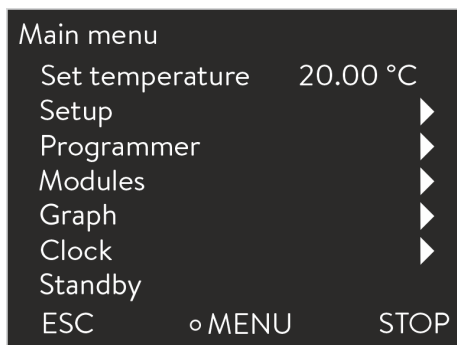 Main menu
Set temperature 20.00 °C
Setup
Programmer
Modules
Graph
Clock
Standby
ESC ○ MENU STOP